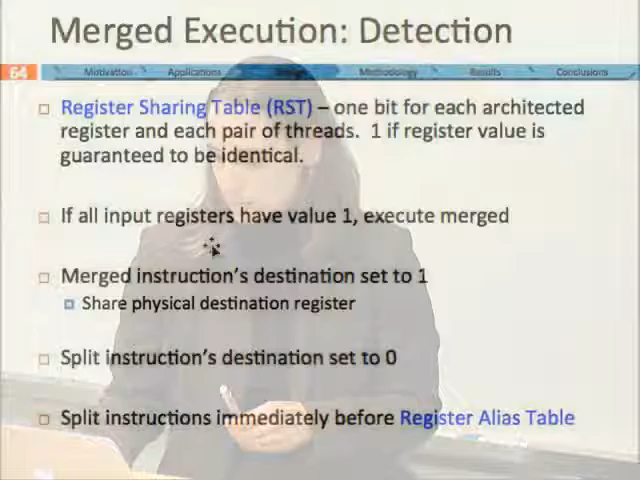 Merged Execution: Detection
64 Motivation Applications Design Methodology Results Conclusions
Register Sharing Table (RST) – one bit for each architected
register and each pair of threads. 1 if register value is
guaranteed to be identical.
If all input registers have value 1, execute merged
Merged instruction's destination set to 1
Share physical destination register
Split instruction's destination set to 0
Split instructions immediately before Register Alias Table